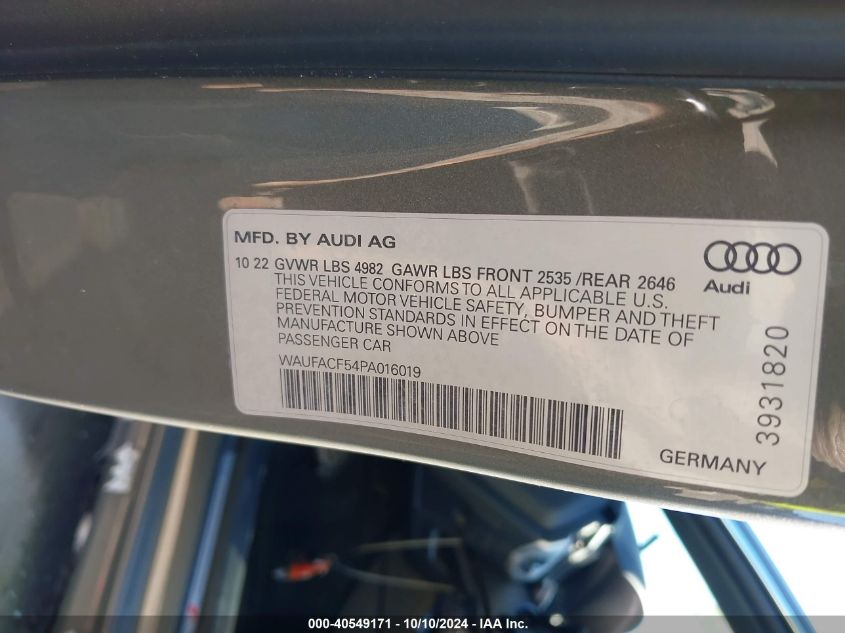 MFD. BY AUDI AG
10 22 GVWR LBS 4982 GAWR LBS FRONT 2535 /REAR 2646
THIS VEHICLE CONFORMS TO ALL APPLICABLE U.S.
FEDERAL MOTOR VEHICLE SAFETY, BUMPER AND THEFT
PREVENTION STANDARDS IN EFFECT ON THE DATE OF
MANUFACTURE SHOWN ABOVE
PASSENGER CAR
WAUFACF54PA016019
Audi
3931820
GERMANY
000-40549171 - 10/10/2024 - IAA Inc.